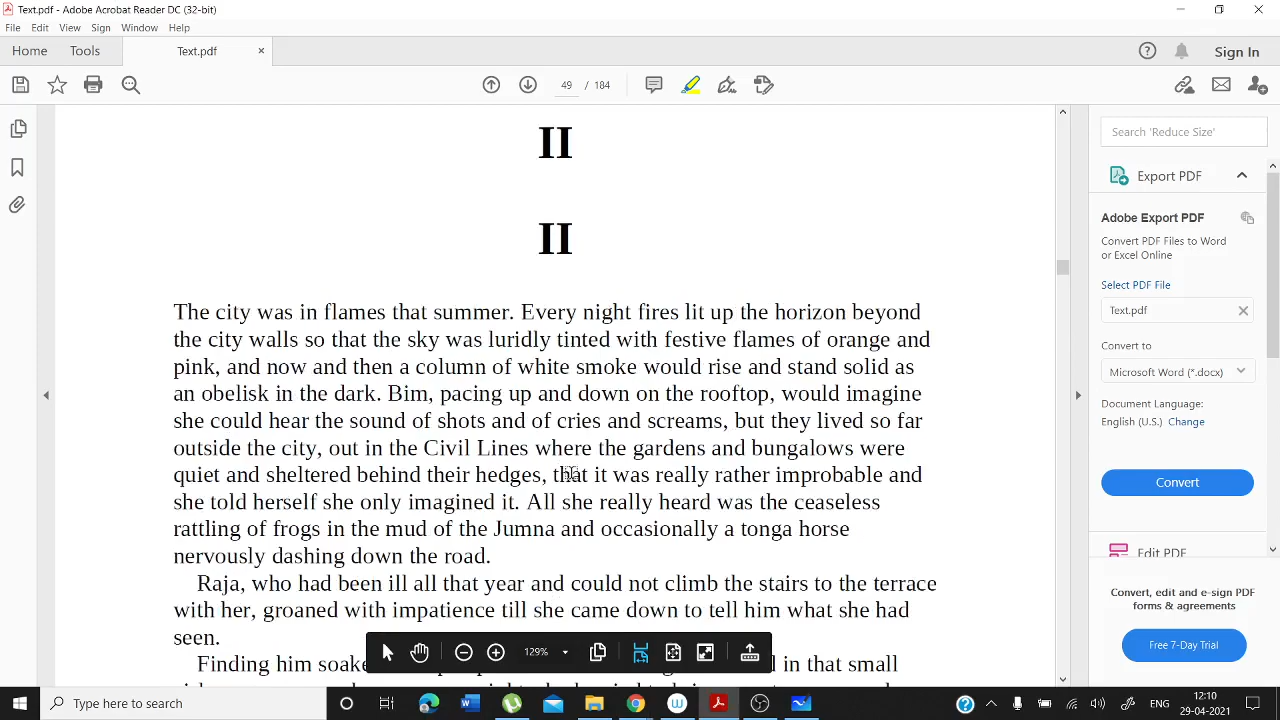 Text.pdf - Adobe Acrobat Reader DC (32-bit)
File Edit View Sign Window Help
Home Tools Text.pdf × Sign In
49 / 184
II
II
The city was in flames that summer. Every night fires lit up the horizon beyond
the city walls so that the sky was luridly tinted with festive flames of orange and
pink, and now and then a column of white smoke would rise and stand solid as
an obelisk in the dark. Bim, pacing up and down on the rooftop, would imagine
she could hear the sound of shots and of cries and screams, but they lived so far
outside the city, out in the Civil Lines where the gardens and bungalows were
quiet and sheltered behind their hedges, that it was really rather improbable and
she told herself she only imagined it. All she really heard was the ceaseless
rattling of frogs in the mud of the Jumna and occasionally a tonga horse
nervously dashing down the road.
Raja, who had been ill all that year and could not climb the stairs to the terrace
with her, groaned with impatience till she came down to tell him what she had
seen.
Finding him in that small
129%
Search 'Reduce Size'
Export PDF
Adobe Export PDF
Convert PDF Files to Word
or Excel Online
Select PDF File
Text.pdf
Convert to
Microsoft Word (*.docx)
Document Language:
English (U.S.) Change
Convert
Edit PDF
Convert, edit and e-sign PDF
forms & agreements
Free 7-Day Trial
Type here to search
ENG
12:10
29-04-2021